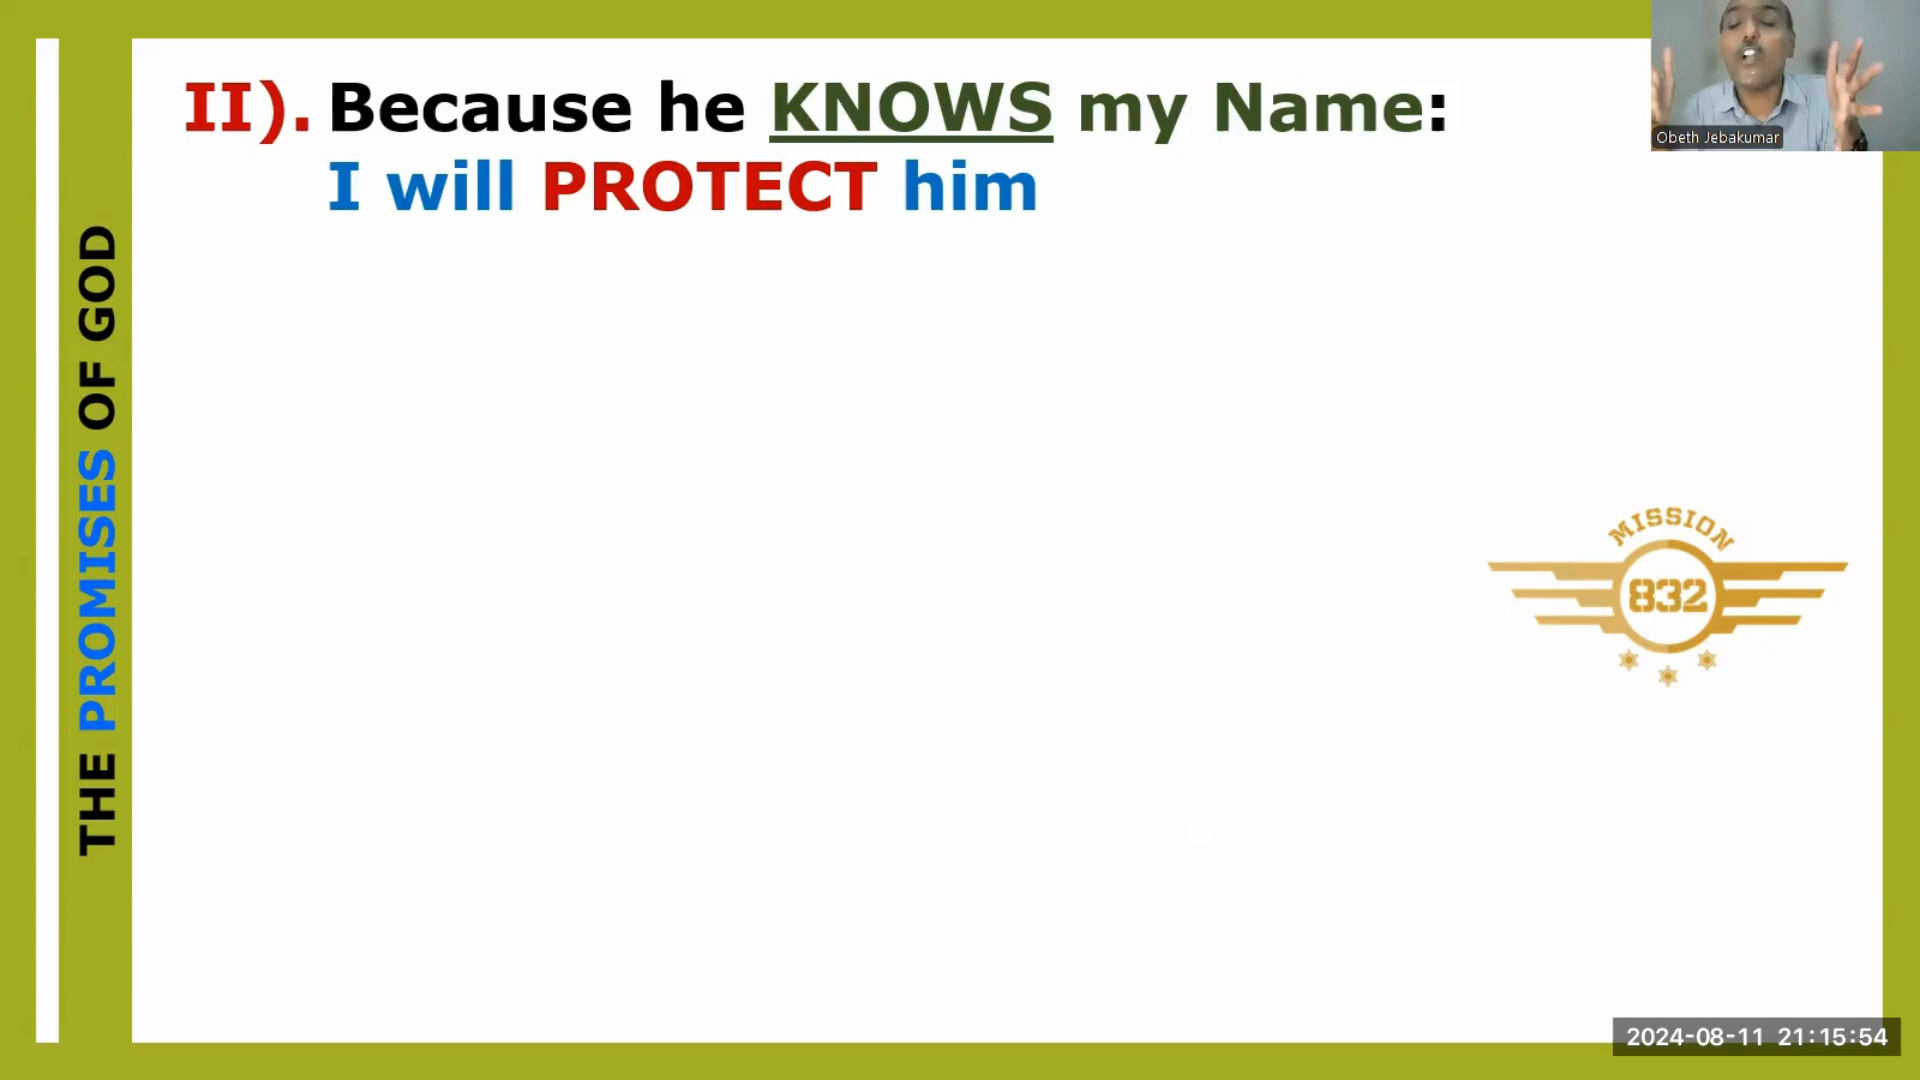 II). Because he KNOWS my Name:
I will PROTECT him
THE PROMISES OF GOD
Obeth Jebakumar
MISSION
832
2024-08-11 21:15:54